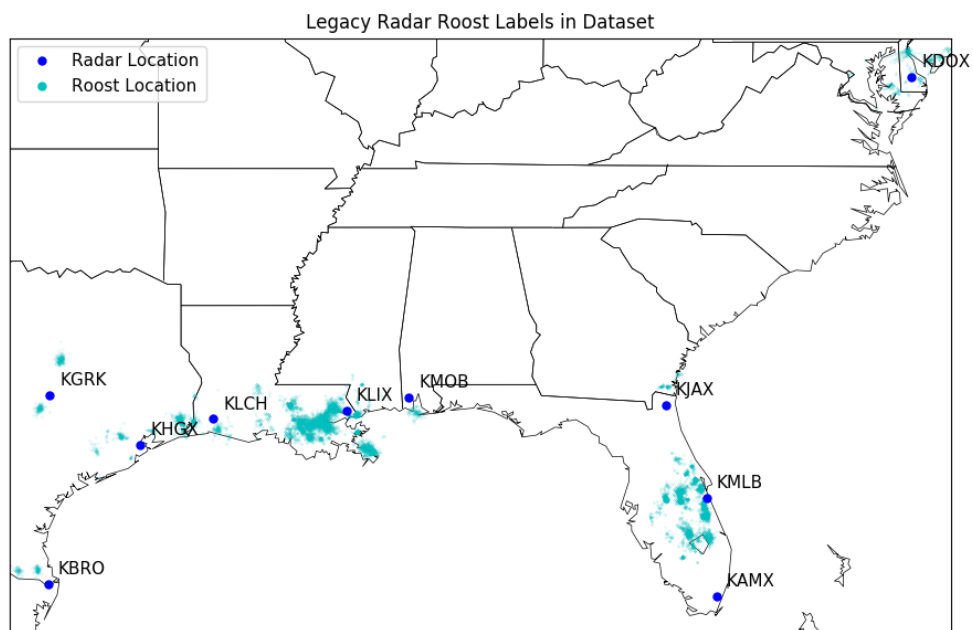 Legacy Radar Roost Labels in Dataset
Radar Location
Roost Location
KDOX
KGRK
KMOB
KLIX
KJAX
KLCH
KHGX
KMLB
KBRO
KAMX